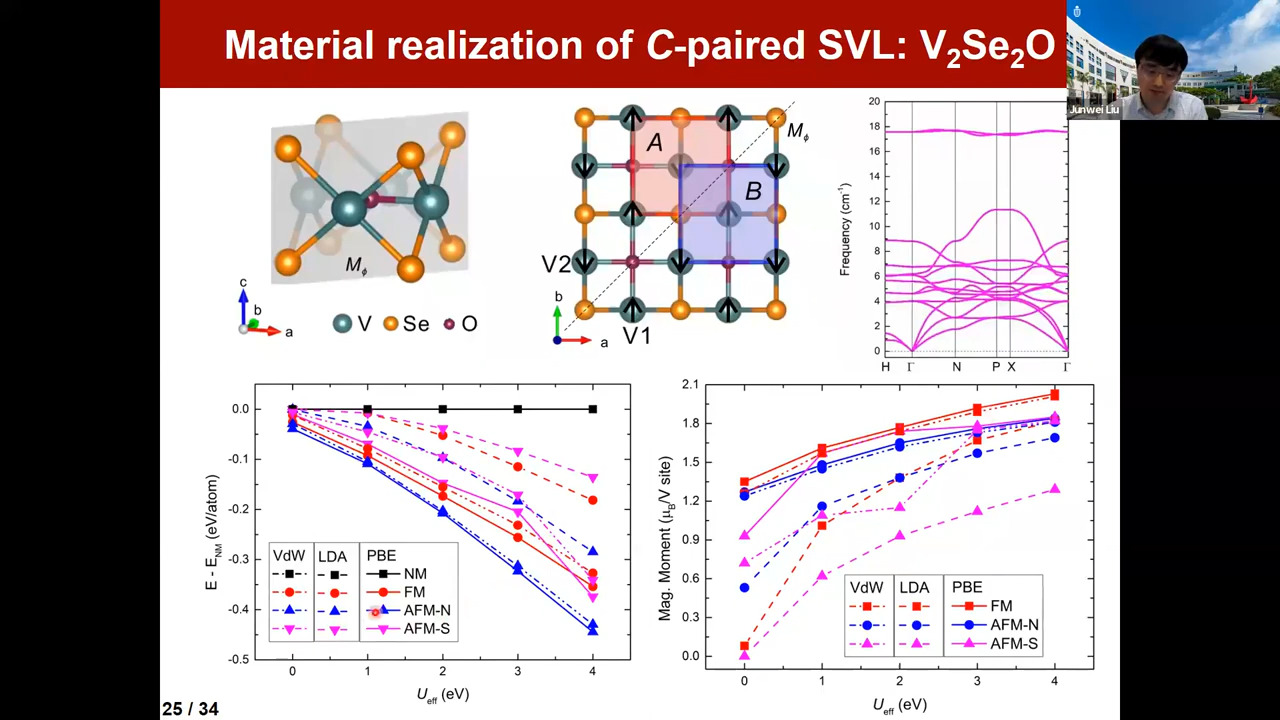 Material realization of C-paired SVL: V₂Se₂O
Junwei Liu
Mϕ
c
b
a
V
Se
O
A
B
Mϕ
V2
V1
b
a
Frequency (cm⁻¹)
20
18
16
14
12
10
8
6
4
2
0
H
Γ
N
P
X
Γ
E - E_NM (eV/atom)
0.0
-0.1
-0.2
-0.3
-0.4
-0.5
VdW LDA PBE
NM
FM
AFM-N
AFM-S
0 1 2 3 4
U_eff (eV)
Mag. Moment (μ_B/V site)
2.1
1.8
1.5
1.2
0.9
0.6
0.3
0.0
VdW LDA PBE
FM
AFM-N
AFM-S
0 1 2 3 4
U_eff (eV)
25 / 34